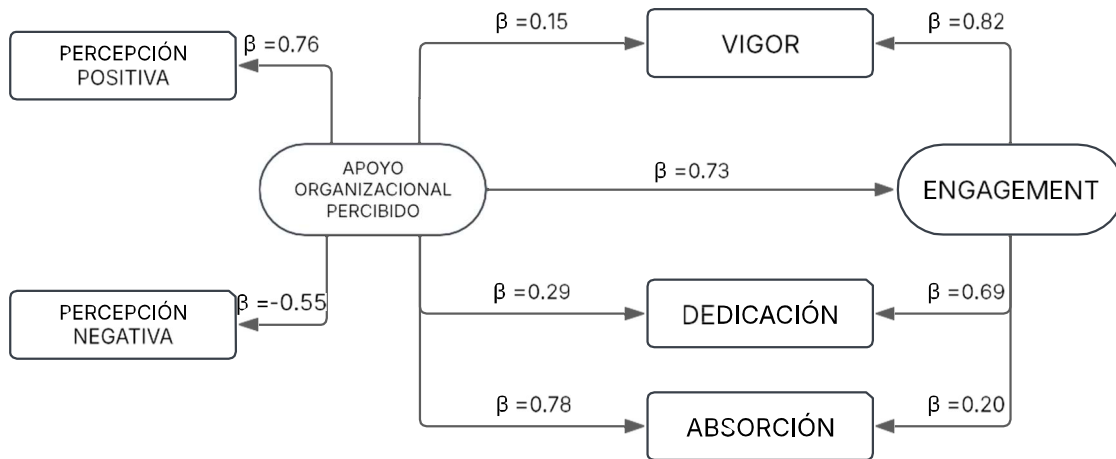 β =0.15
β =0.82
VIGOR
PERCEPCIÓN
POSITIVA
β =0.76
APOYO
ORGANIZACIONAL
PERCIBIDO
β =0.73
ENGAGEMENT
PERCEPCIÓN
NEGATIVA
β =-0.55
β =0.29
DEDICACIÓN
β =0.69
β =0.78
ABSORCIÓN
β =0.20